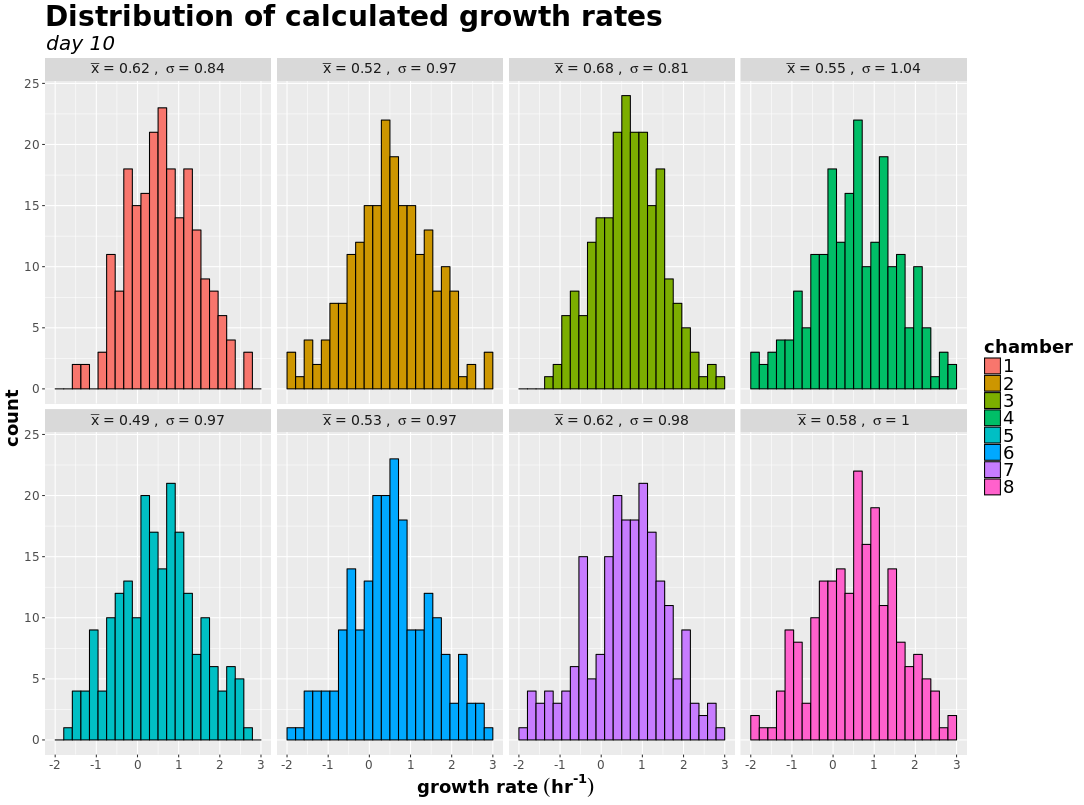 Distribution of calculated growth rates
day 10
x̅ = 0.62 , σ = 0.84
x̅ = 0.52 , σ = 0.97
x̅ = 0.68 , σ = 0.81
x̅ = 0.55 , σ = 1.04
25
20
15
10
5
0
x̅ = 0.49 , σ = 0.97
x̅ = 0.53 , σ = 0.97
x̅ = 0.62 , σ = 0.98
x̅ = 0.58 , σ = 1
25
20
15
10
5
0
-2 -1 0 1 2 3
-2 -1 0 1 2 3
-2 -1 0 1 2 3
-2 -1 0 1 2 3
count
growth rate (hr⁻¹)
chamber
1
2
3
4
5
6
7
8